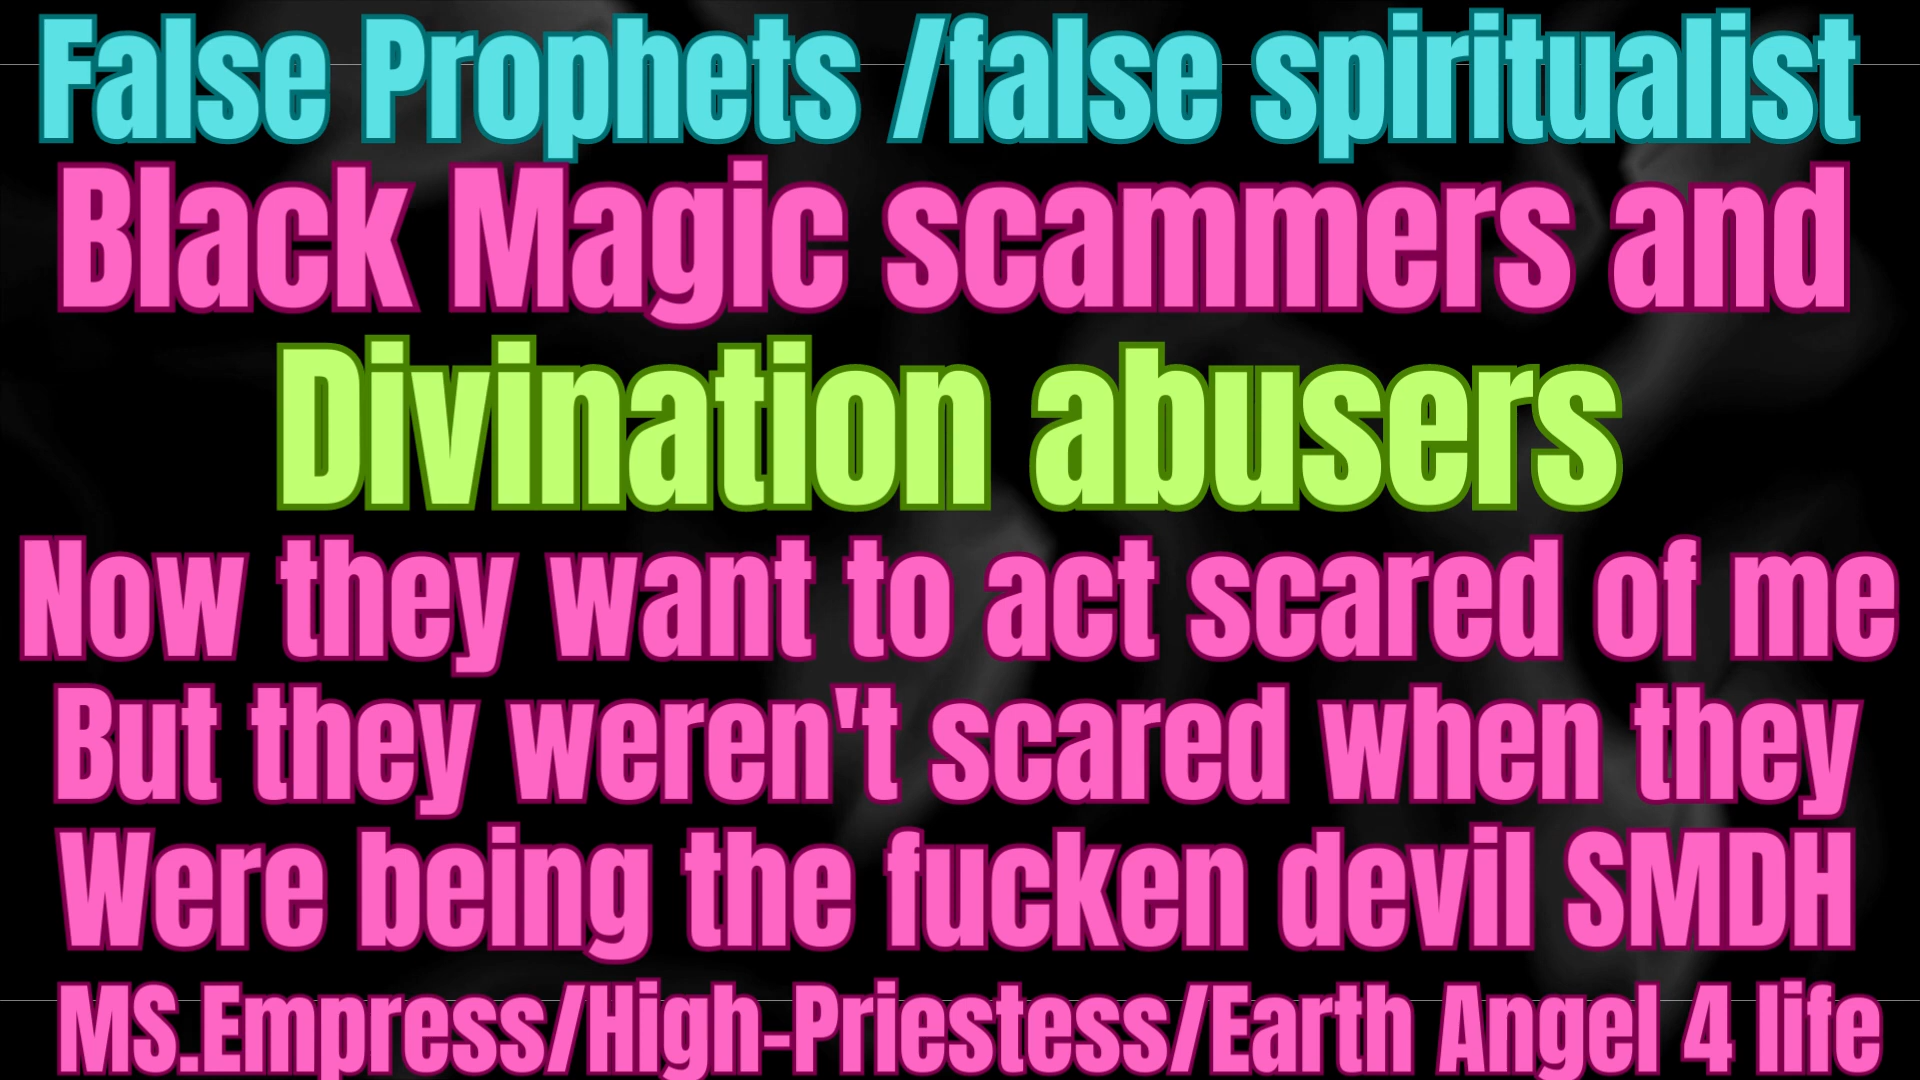 False Prophets /false spiritualist
Black Magic scammers and
Divination abusers
Now they want to act scared of me
But they weren't scared when they
Were being the fucken devil SMDH
MS.Empress/High-Priestess/Earth Angel 4 life